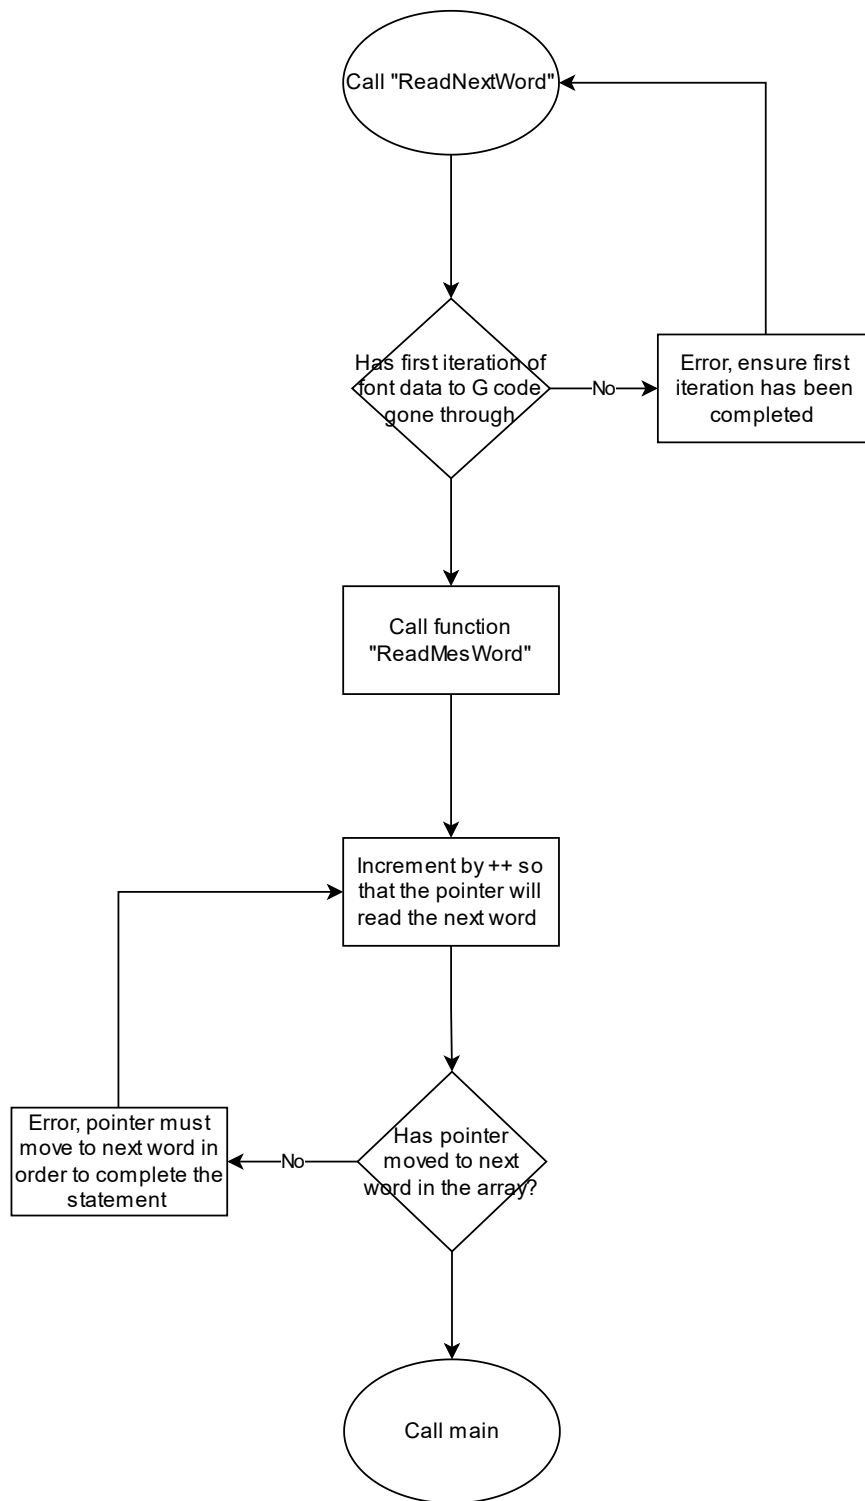 Call "ReadNextWord"
Has first iteration of
font data to G code
gone through
No
Error, ensure first
iteration has been
completed
Call function
"ReadMesWord"
Increment by ++ so
that the pointer will
read the next word
Has pointer
moved to next
word in the array?
No
Error, pointer must
move to next word in
order to complete the
statement
Call main